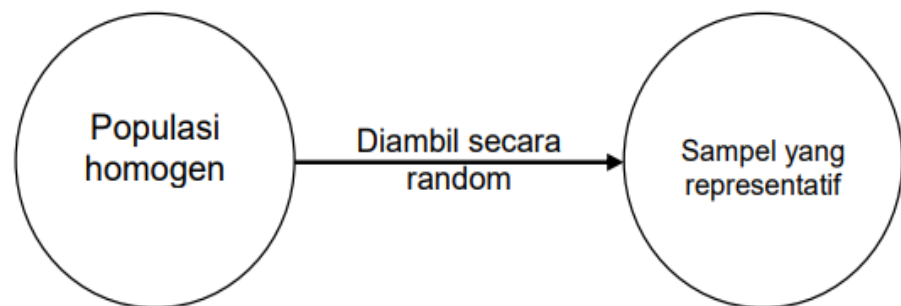 Populasi
homogen
Diambil secara
random
Sampel yang
representatif